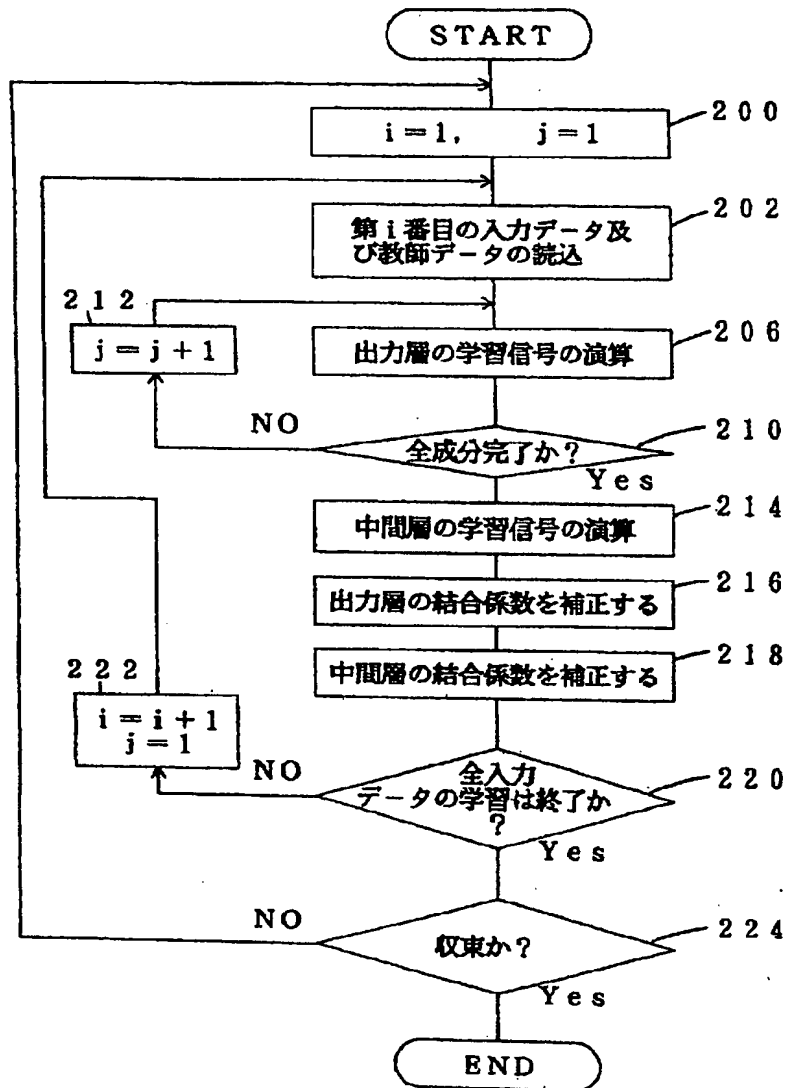 START
i=1,　　j=1
200
第i番目の入力データ及
び教師データの読込
202
212
j=j+1
出力層の学習信号の演算
206
NO
全成分完了か？
210
Yes
中間層の学習信号の演算
214
出力層の結合係数を補正する
216
中間層の結合係数を補正する
218
222
i=i+1
j=1
NO
全入力
データの学習は終了か
？
220
Yes
NO
収束か？
224
Yes
END